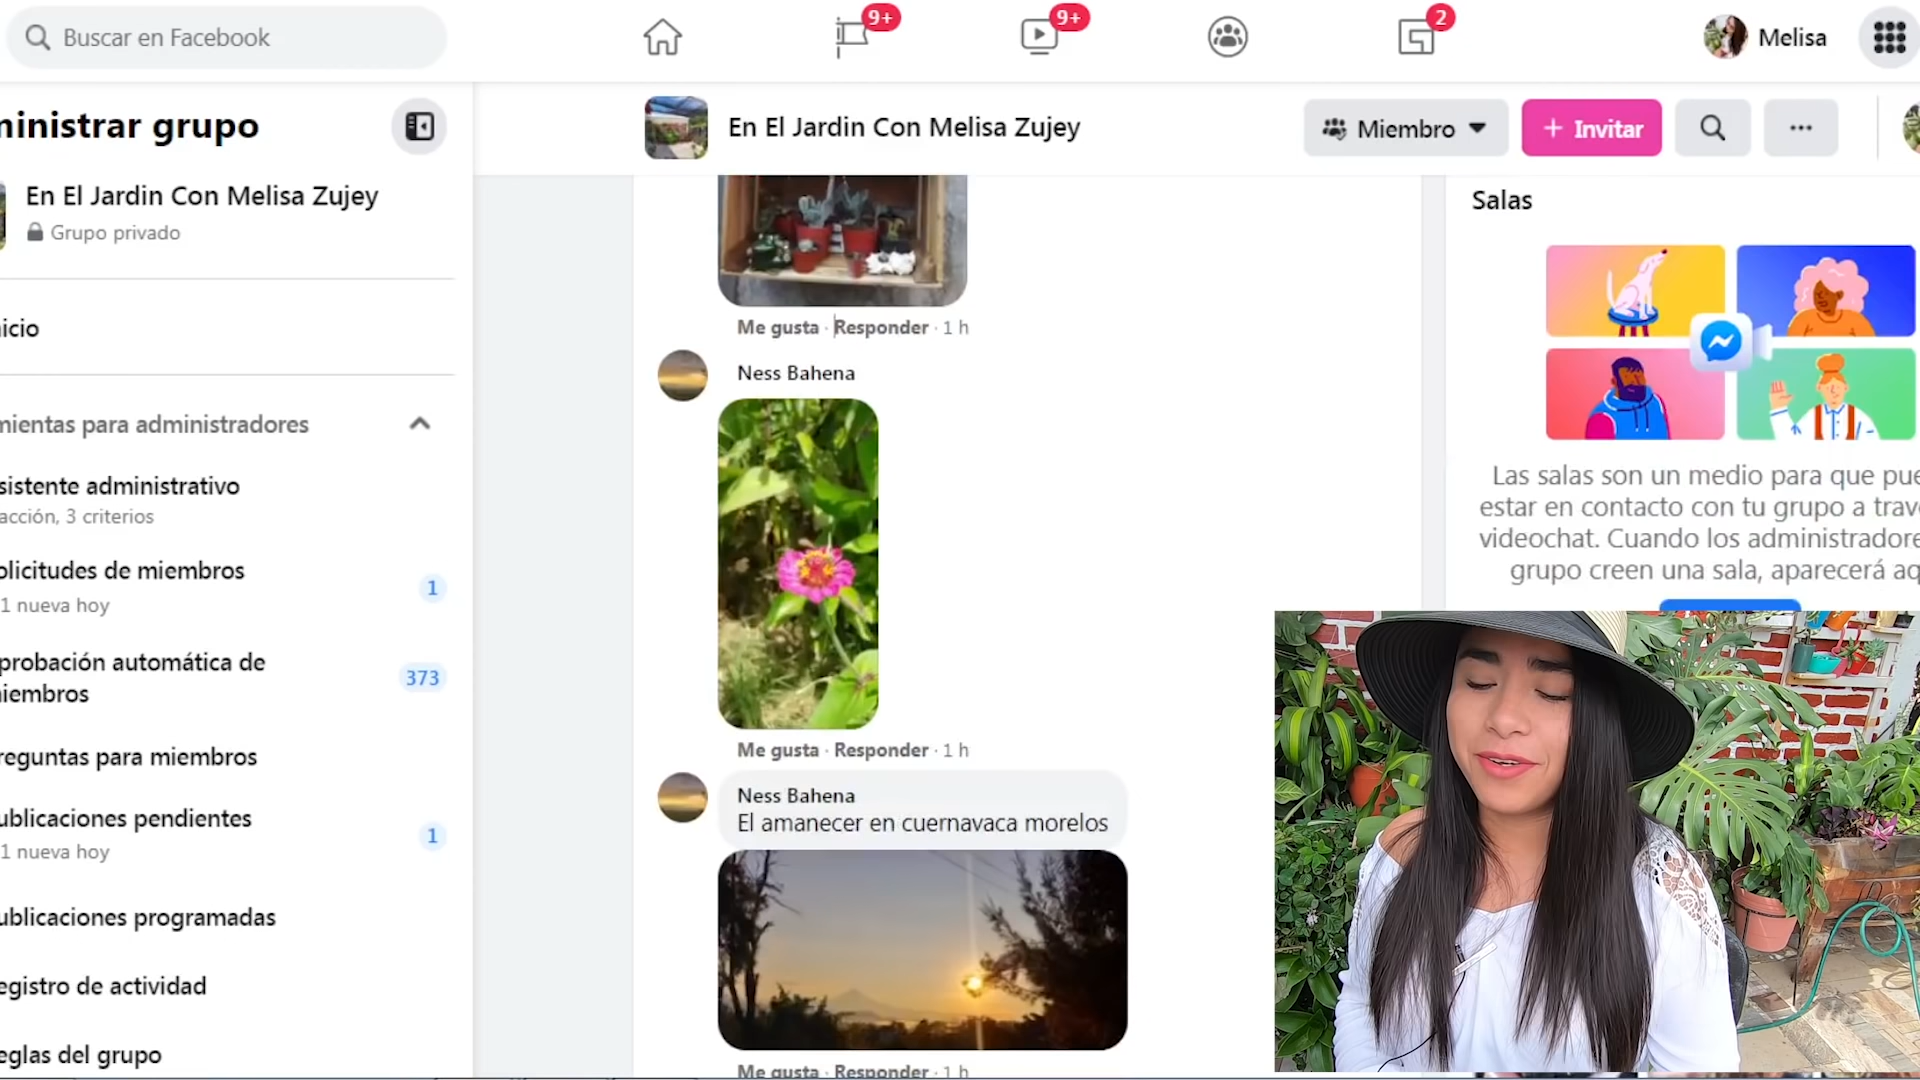 Buscar en Facebook
9+
9+
2
Melisa
ministrar grupo
En El Jardin Con Melisa Zujey
Grupo privado
icio
mientas para administradores
sistente administrativo
acción, 3 criterios
olicitudes de miembros
1 nueva hoy
1
probación automática de
niembros
373
reguntas para miembros
ublicaciones pendientes
1 nueva hoy
1
ublicaciones programadas
egistro de actividad
eglas del grupo
En El Jardin Con Melisa Zujey
Miembro
+ Invitar
Me gusta · Responder · 1 h
Ness Bahena
Me gusta · Responder · 1 h
Ness Bahena
El amanecer en cuernavaca morelos
Me gusta · Responder · 1 h
Salas
Las salas son un medio para que pue
estar en contacto con tu grupo a trav
videochat. Cuando los administradore
grupo creen una sala, aparecerá aq